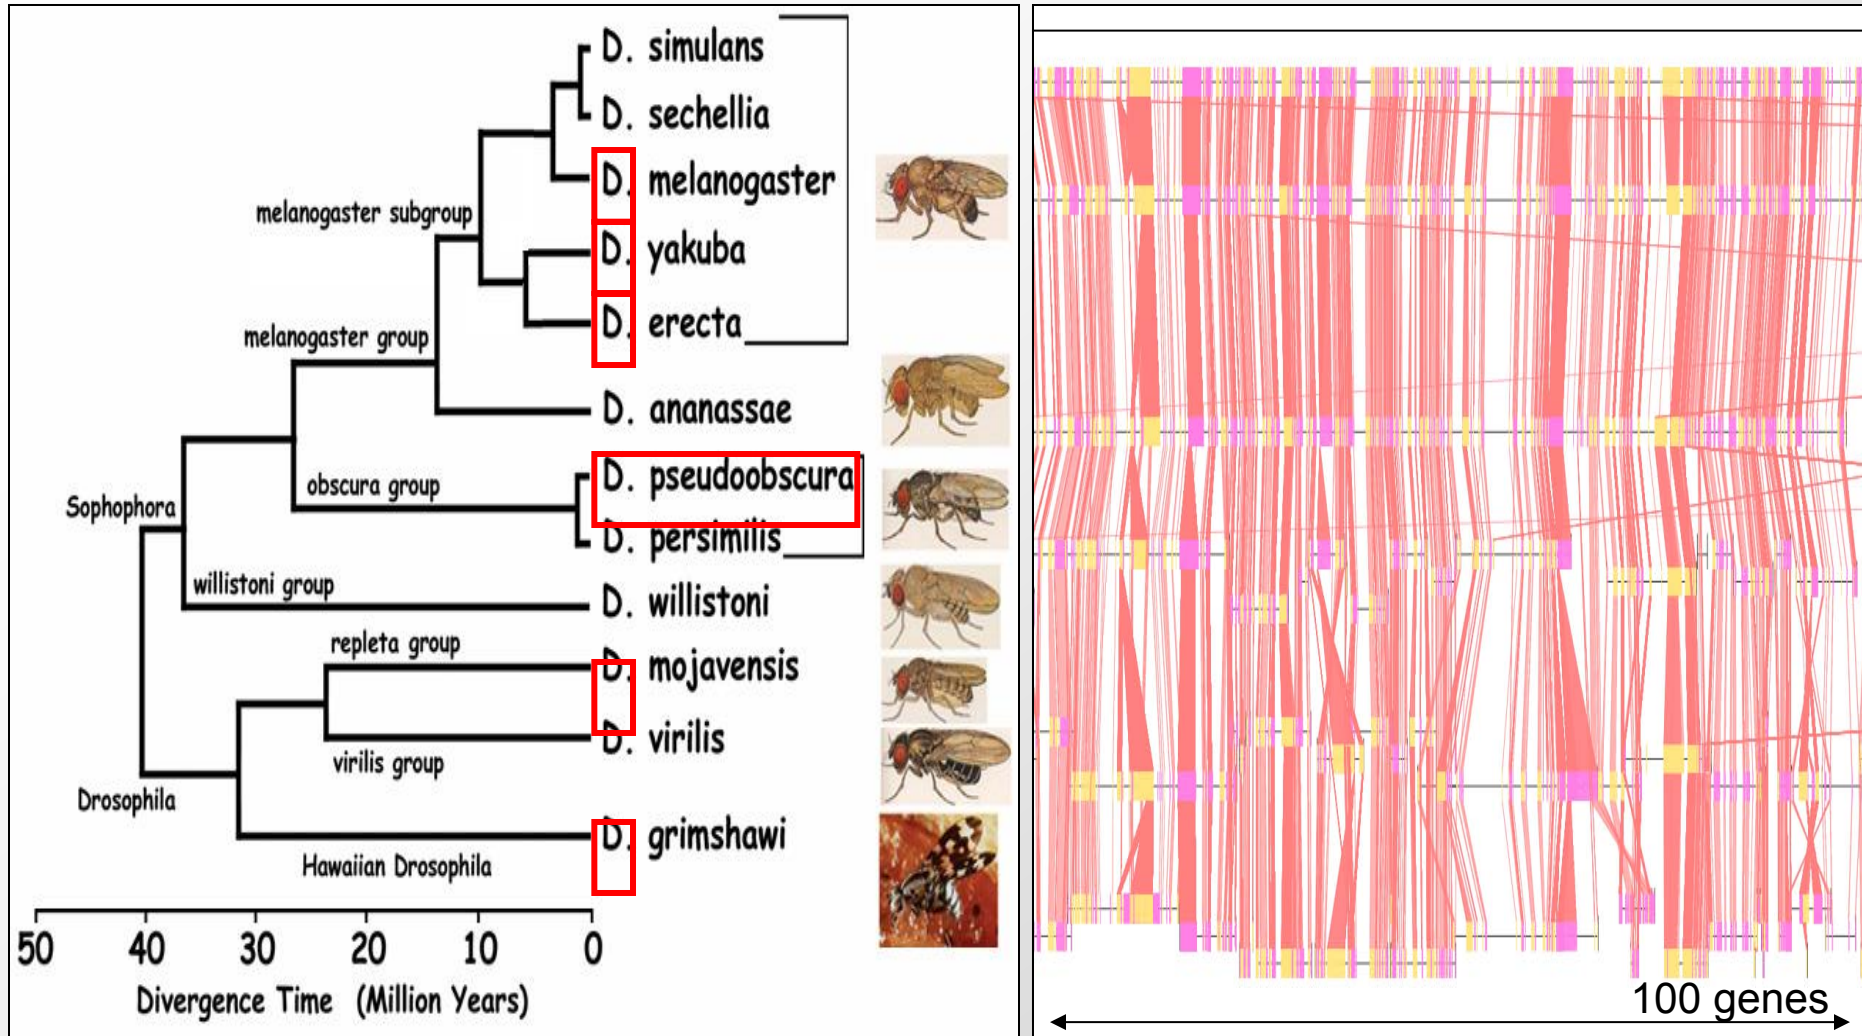 D. simulans
D. sechellia
D. melanogaster
melanogaster subgroup
D. yakuba
D. erecta
melanogaster group
D. ananassae
D. pseudoobscura
obscura group
Sophophora
D. persimilis
willistoni group
D. willistoni
repleta group
D. mojavensis
D. virilis
virilis group
Drosophila
D. grimshawi
Hawaiian Drosophila
50 40 30 20 10 0
Divergence Time (Million Years)
100 genes